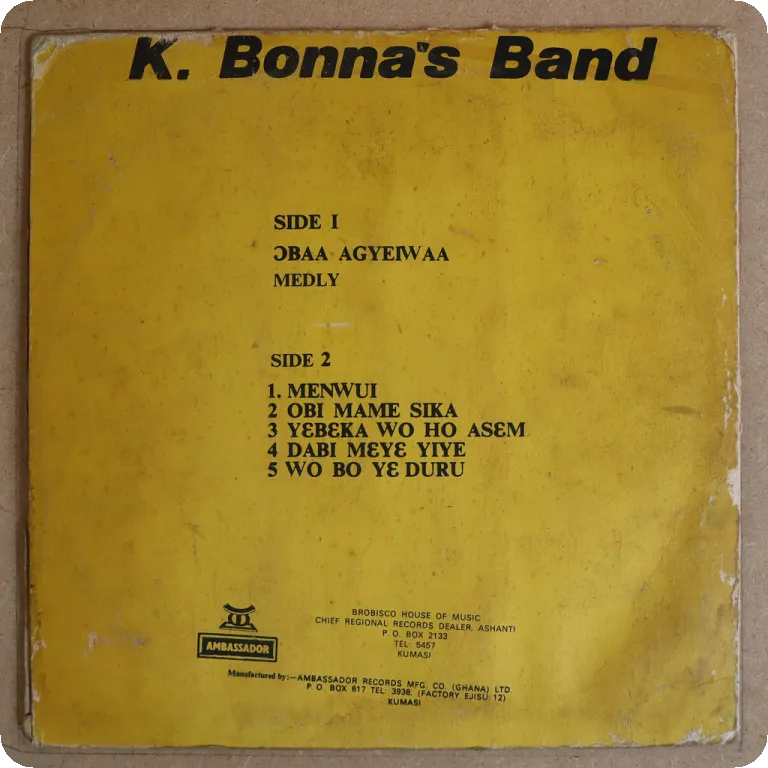 K. Bonna's Band
SIDE I
ƆBAA AGYEIWAA
MEDLY
SIDE 2
1. MENWUI
2 OBI MAME SIKA
3 YƐBƐKA WO HO ASƐM
4 DABI MƐYƐ YIYE
5 WO BO YƐ DURU
AMBASSADOR
BROBISCO HOUSE OF MUSIC
CHIEF REGIONAL RECORDS DEALER, ASHANTI
P. O. BOX 2133
TEL: 5457
KUMASI
Manufactured by:—AMBASSADOR RECORDS MFG. CO. (GHANA) LTD.
P. O. BOX 617 TEL: 3938. (FACTORY EJISU 12)
KUMASI